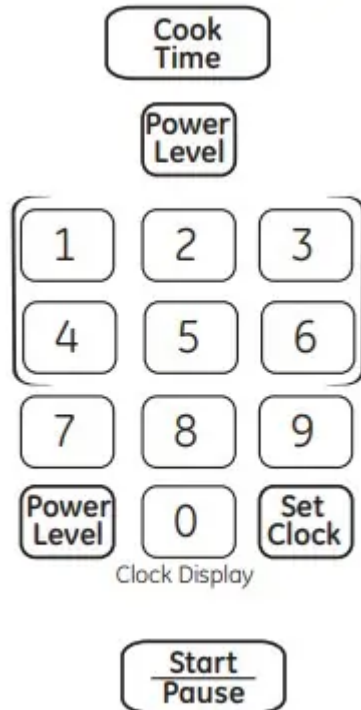 Cook
Time
Power
Level
1 2 3
4 5 6
7 8 9
Power
Level
0
Set
Clock
Clock Display
Start
Pause